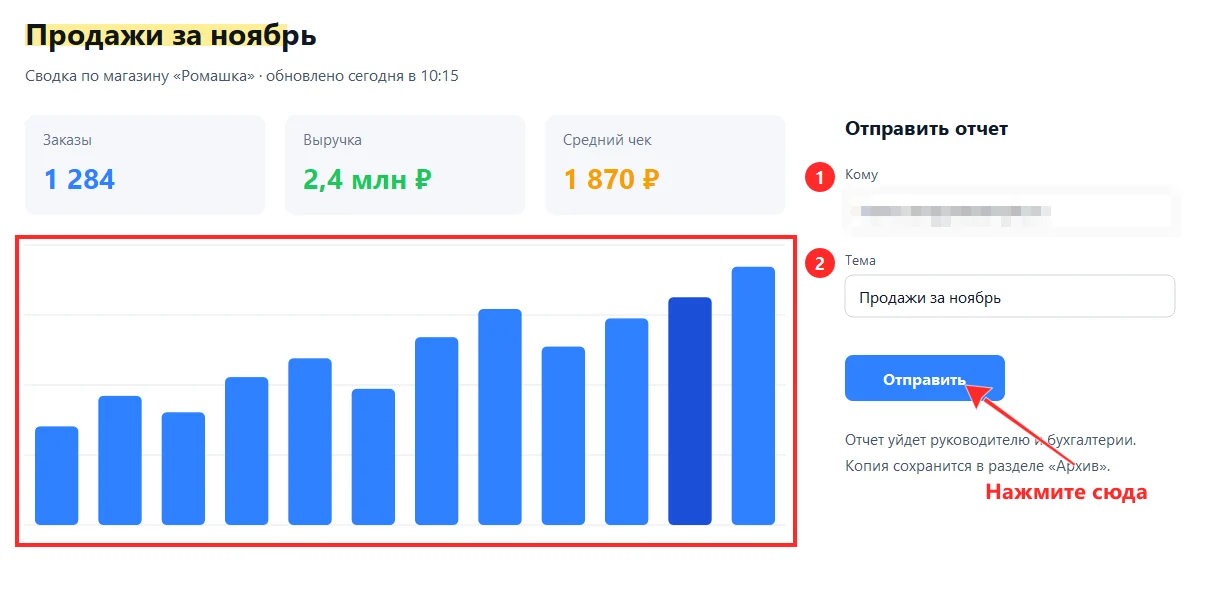 Продажи за ноябрь
Сводка по магазину «Ромашка» · обновлено сегодня в 10:15
Заказы
1 284
Выручка
2,4 млн ₽
Средний чек
1 870 ₽
Отправить отчет
1 Кому
2 Тема
Продажи за ноябрь
Отправить
Отчет уйдет руководителю и бухгалтерии.
Копия сохранится в разделе «Архив».
Нажмите сюда